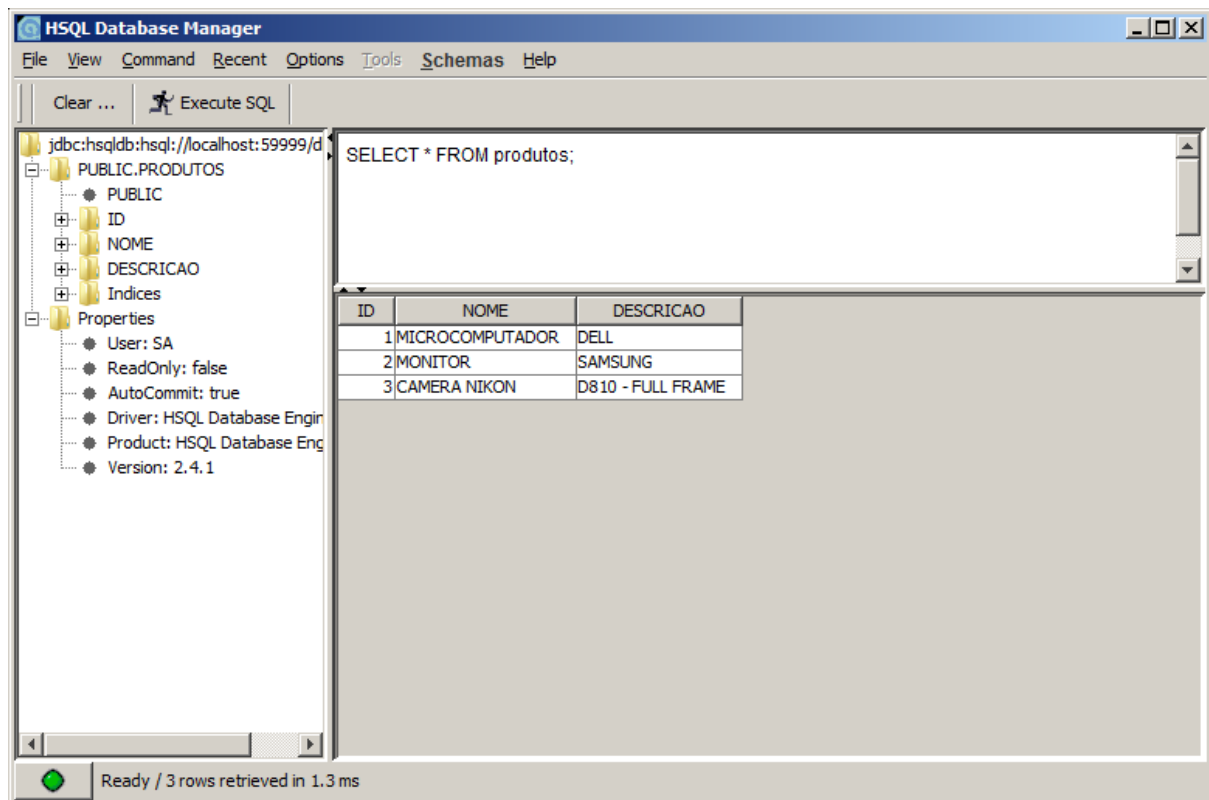 HSQL Database Manager
File View Command Recent Options Tools Schemas Help
Clear ... Execute SQL
jdbc:hsqldb:hsql://localhost:59999/d
PUBLIC.PRODUTOS
PUBLIC
ID
NOME
DESCRICAO
Indices
Properties
User: SA
ReadOnly: false
AutoCommit: true
Driver: HSQL Database Engin
Product: HSQL Database Eng
Version: 2.4.1
SELECT * FROM produtos;
ID NOME DESCRICAO
1 MICROCOMPUTADOR DELL
2 MONITOR SAMSUNG
3 CAMERA NIKON D810 - FULL FRAME
Ready / 3 rows retrieved in 1.3 ms